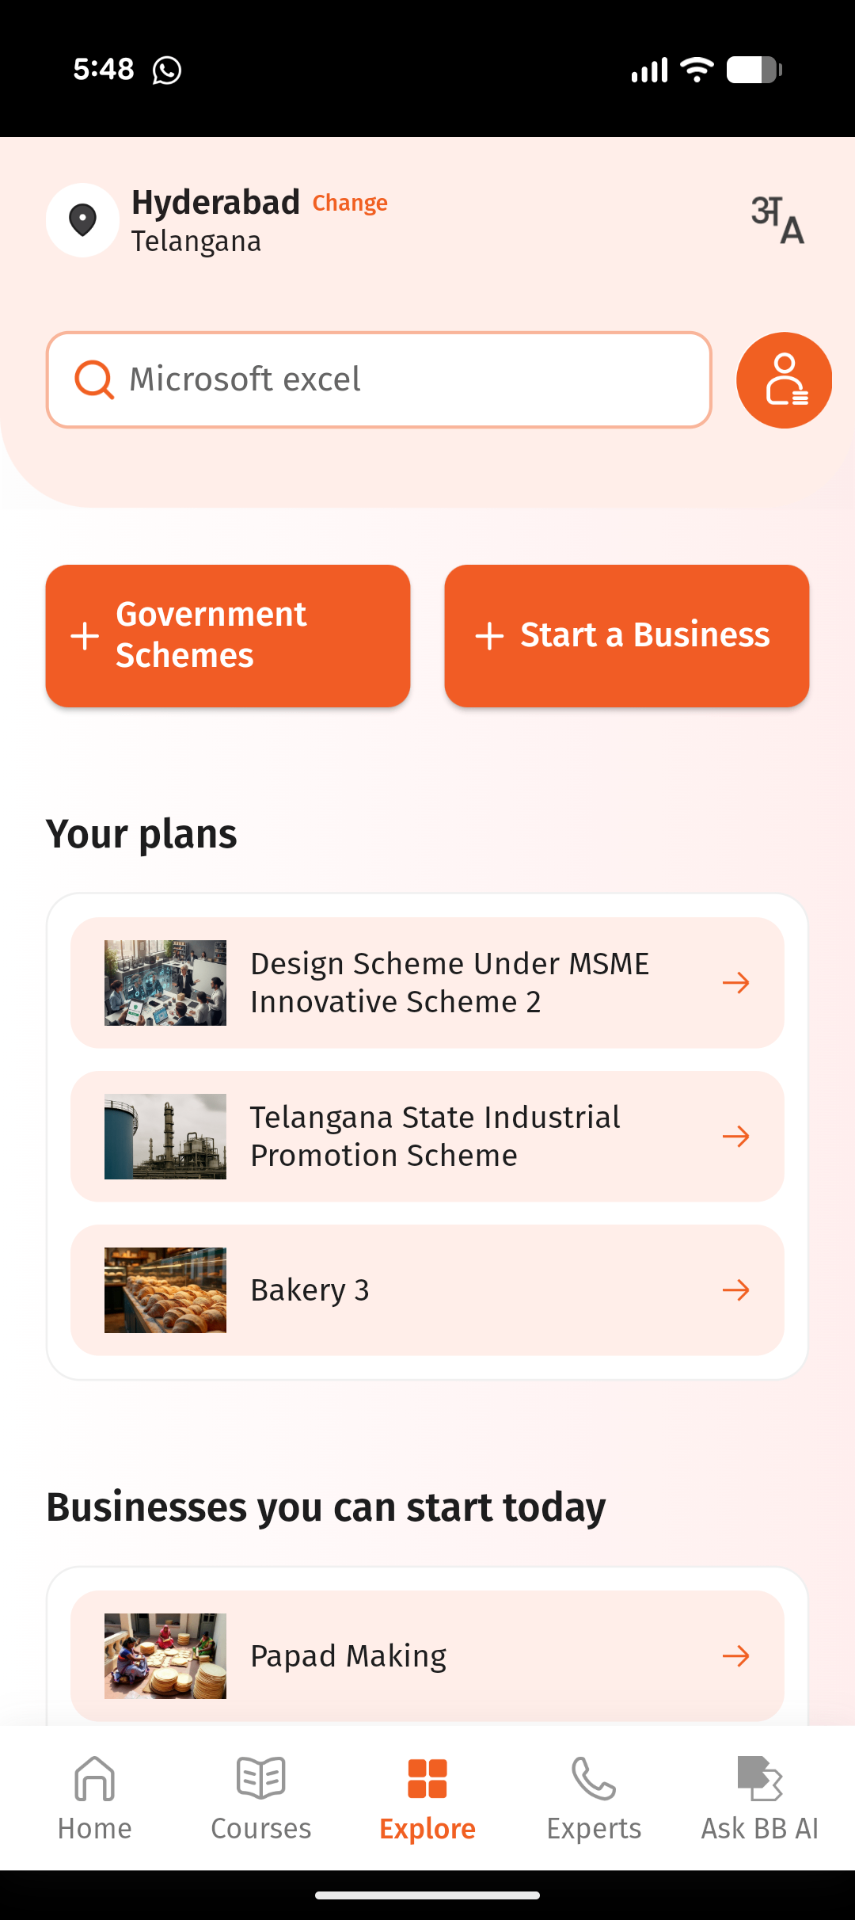 5:48
Hyderabad Change
Telangana
अA
Microsoft excel
Government
Schemes
Start a Business
Your plans
Design Scheme Under MSME
Innovative Scheme 2
Telangana State Industrial
Promotion Scheme
Bakery 3
Businesses you can start today
Papad Making
Home Courses Explore Experts Ask BB AI